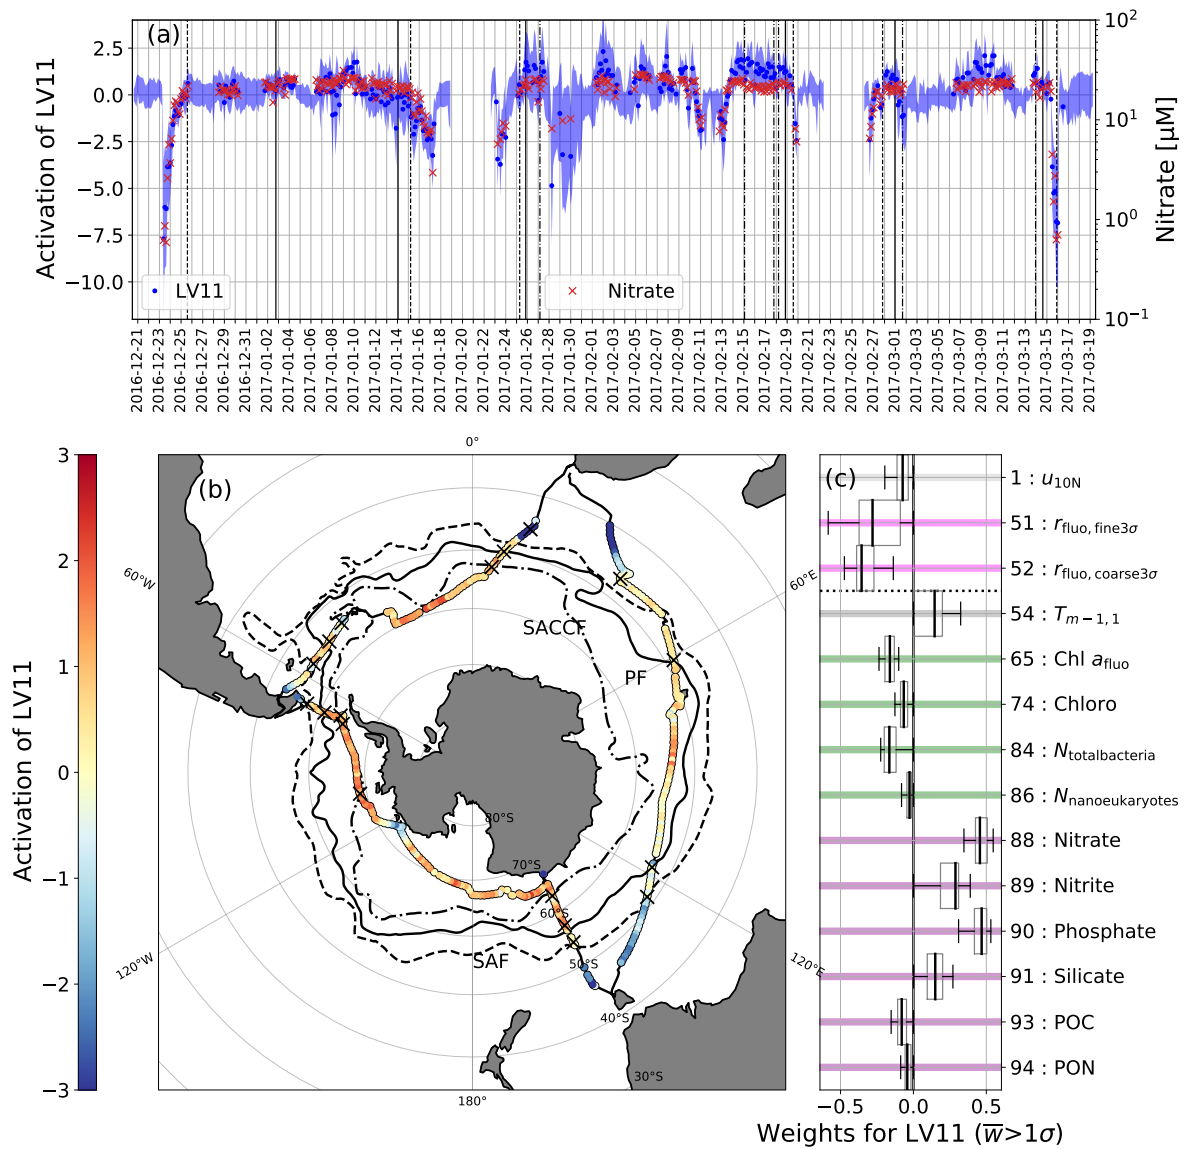 (a)
Activation of LV11
2.5
0.0
−2.5
−5.0
−7.5
−10.0
10²
10¹
10⁰
10⁻¹
Nitrate [µM]
LV11
Nitrate
2016-12-21
2016-12-23
2016-12-25
2016-12-27
2016-12-29
2016-12-31
2017-01-02
2017-01-04
2017-01-06
2017-01-08
2017-01-10
2017-01-12
2017-01-14
2017-01-16
2017-01-18
2017-01-20
2017-01-22
2017-01-24
2017-01-26
2017-01-28
2017-01-30
2017-02-01
2017-02-03
2017-02-05
2017-02-07
2017-02-09
2017-02-11
2017-02-13
2017-02-15
2017-02-17
2017-02-19
2017-02-21
2017-02-23
2017-02-25
2017-02-27
2017-03-01
2017-03-03
2017-03-05
2017-03-07
2017-03-09
2017-03-11
2017-03-13
2017-03-15
2017-03-17
2017-03-19
Activation of LV11
3
2
1
0
−1
−2
−3
(b)
0°
60°W
60°E
SACCF
PF
80°S
70°S
60°S
SAF
50°S
120°W
120°E
40°S
30°S
180°
(c)
1 : u10N
51 : rfluo, fine3σ
52 : rfluo, coarse3σ
54 : Tm−1, 1
65 : Chl afluo
74 : Chloro
84 : Ntotalbacteria
86 : Nnanoeukaryotes
88 : Nitrate
89 : Nitrite
90 : Phosphate
91 : Silicate
93 : POC
94 : PON
−0.5 0.0 0.5
Weights for LV11 (w̅>1σ)